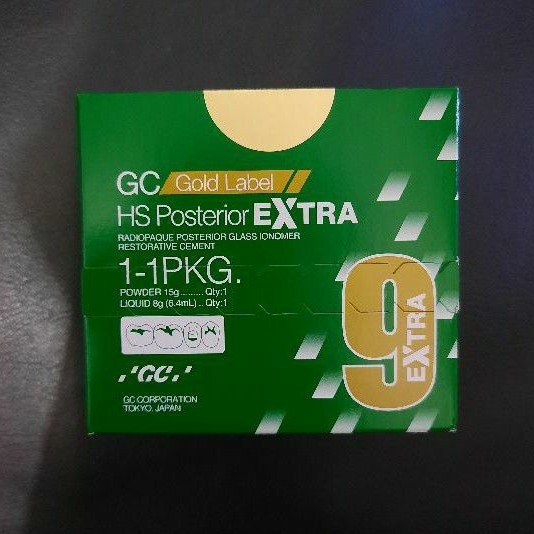 GC Gold Label
HS Posterior EXTRA
RADIOPAQUE POSTERIOR GLASS IONOMER
RESTORATIVE CEMENT
1-1PKG.
POWDER 15g.........Qty:1
LIQUID 8g (6.4mL)...Qty:1
'GC.'
GC CORPORATION
TOKYO, JAPAN
9
EXTRA